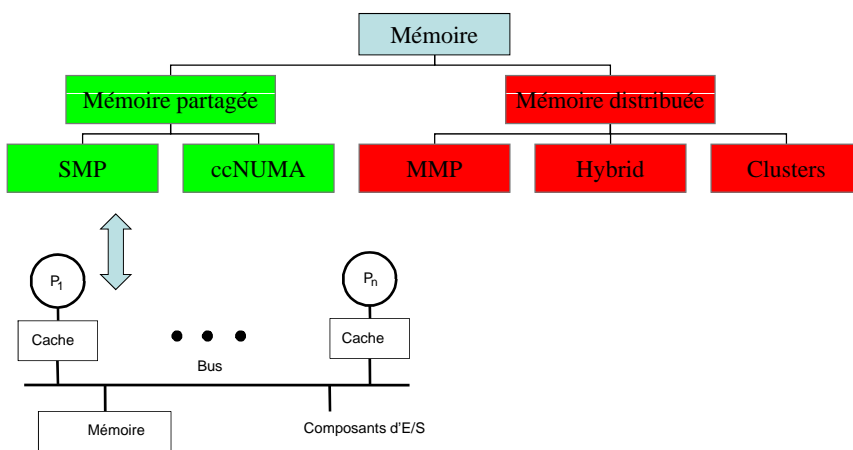 Mémoire
Mémoire partagée
Mémoire distribuée
SMP
ccNUMA
MMP
Hybrid
Clusters
P1
Pn
Cache
Cache
Bus
Mémoire
Composants d'E/S